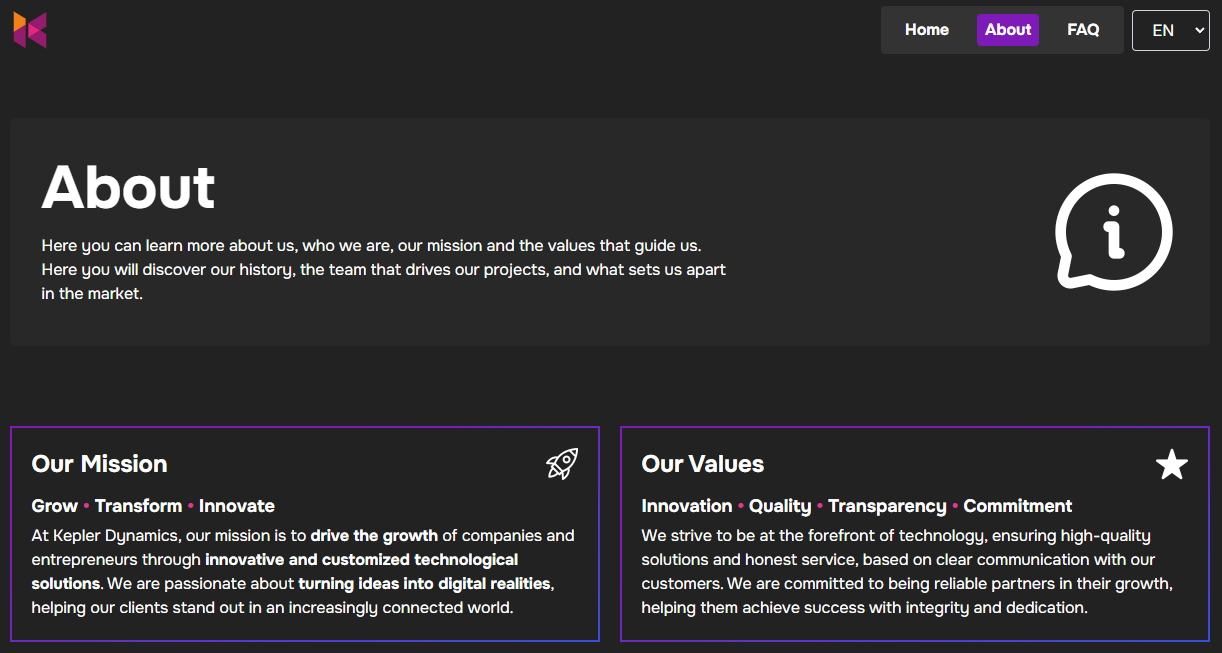 Home About FAQ EN
About
Here you can learn more about us, who we are, our mission and the values that guide us.
Here you will discover our history, the team that drives our projects, and what sets us apart
in the market.
Our Mission
Grow • Transform • Innovate
At Kepler Dynamics, our mission is to drive the growth of companies and
entrepreneurs through innovative and customized technological
solutions. We are passionate about turning ideas into digital realities,
helping our clients stand out in an increasingly connected world.
Our Values
Innovation • Quality • Transparency • Commitment
We strive to be at the forefront of technology, ensuring high-quality
solutions and honest service, based on clear communication with our
customers. We are committed to being reliable partners in their growth,
helping them achieve success with integrity and dedication.